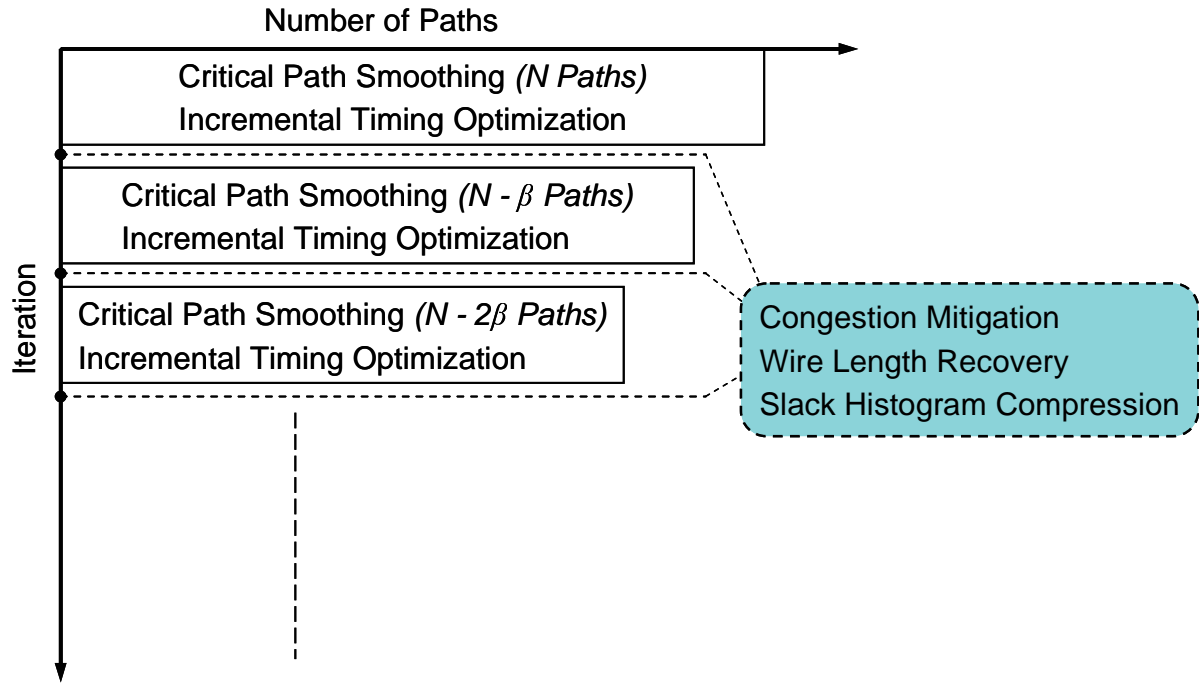 Number of Paths
Critical Path Smoothing (N Paths)
Incremental Timing Optimization
Critical Path Smoothing (N - β Paths)
Incremental Timing Optimization
Iteration
Critical Path Smoothing (N - 2β Paths)
Incremental Timing Optimization
Congestion Mitigation
Wire Length Recovery
Slack Histogram Compression